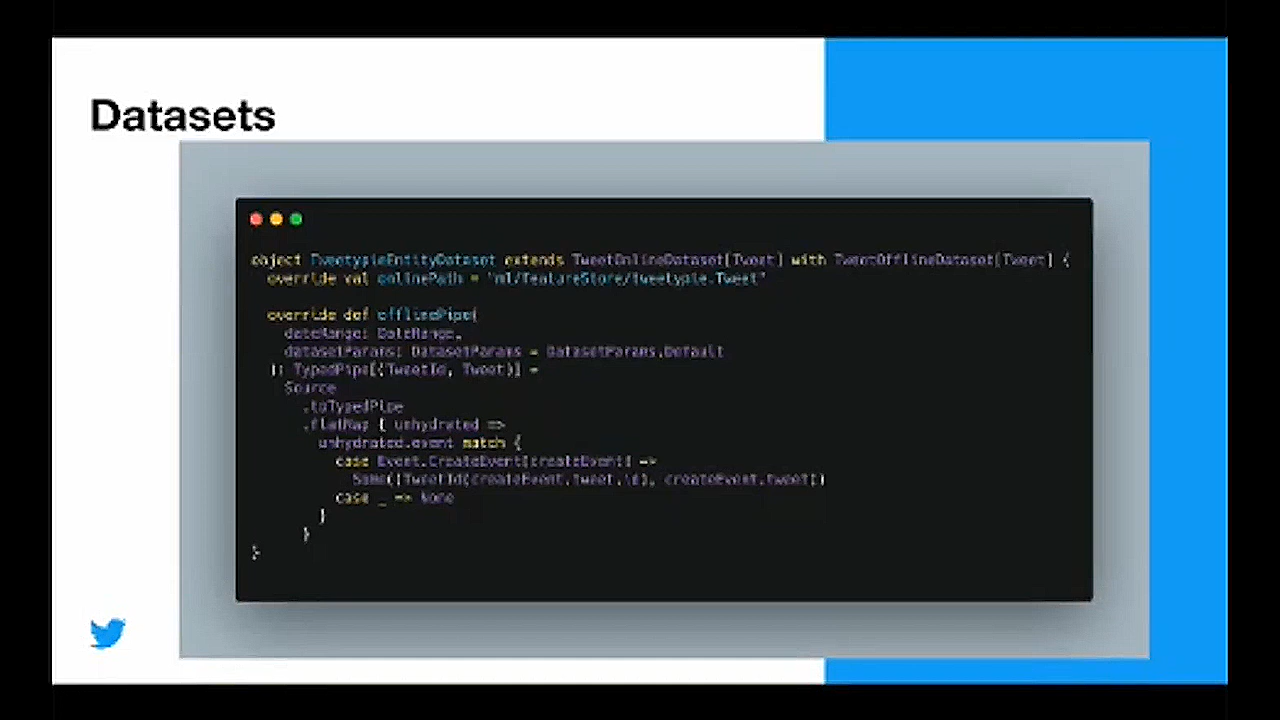 Datasets
object TweetypieEntityDataset extends TweetOnlineDataset[Tweet] with TweetOfflineDataset[Tweet] {
override val onlinePath = "ml/featureStore/tweetypie.Tweet"
override def offlinePipe(
dateRange: DateRange,
datasetParams: DatasetParams = DatasetParams.Default
): TypedPipe[(TweetId, Tweet)] =
Source
.toTypedPipe
.flatMap { unhydrated =>
unhydrated.event match {
case Event.CreateEvent(createEvent) =>
Some((TweetId(createEvent.tweet.id), createEvent.tweet))
case _ => None
}
}
}